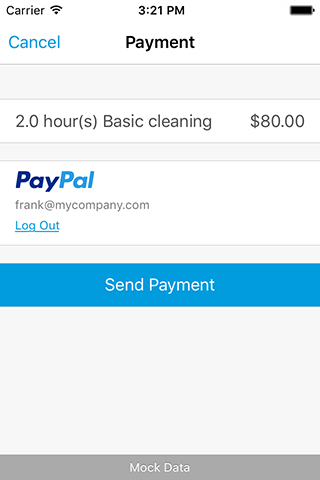 Carrier 3:21 PM
Cancel Payment
2.0 hour(s) Basic cleaning $80.00
PayPal
frank@mycompany.com
Log Out
Send Payment
Mock Data